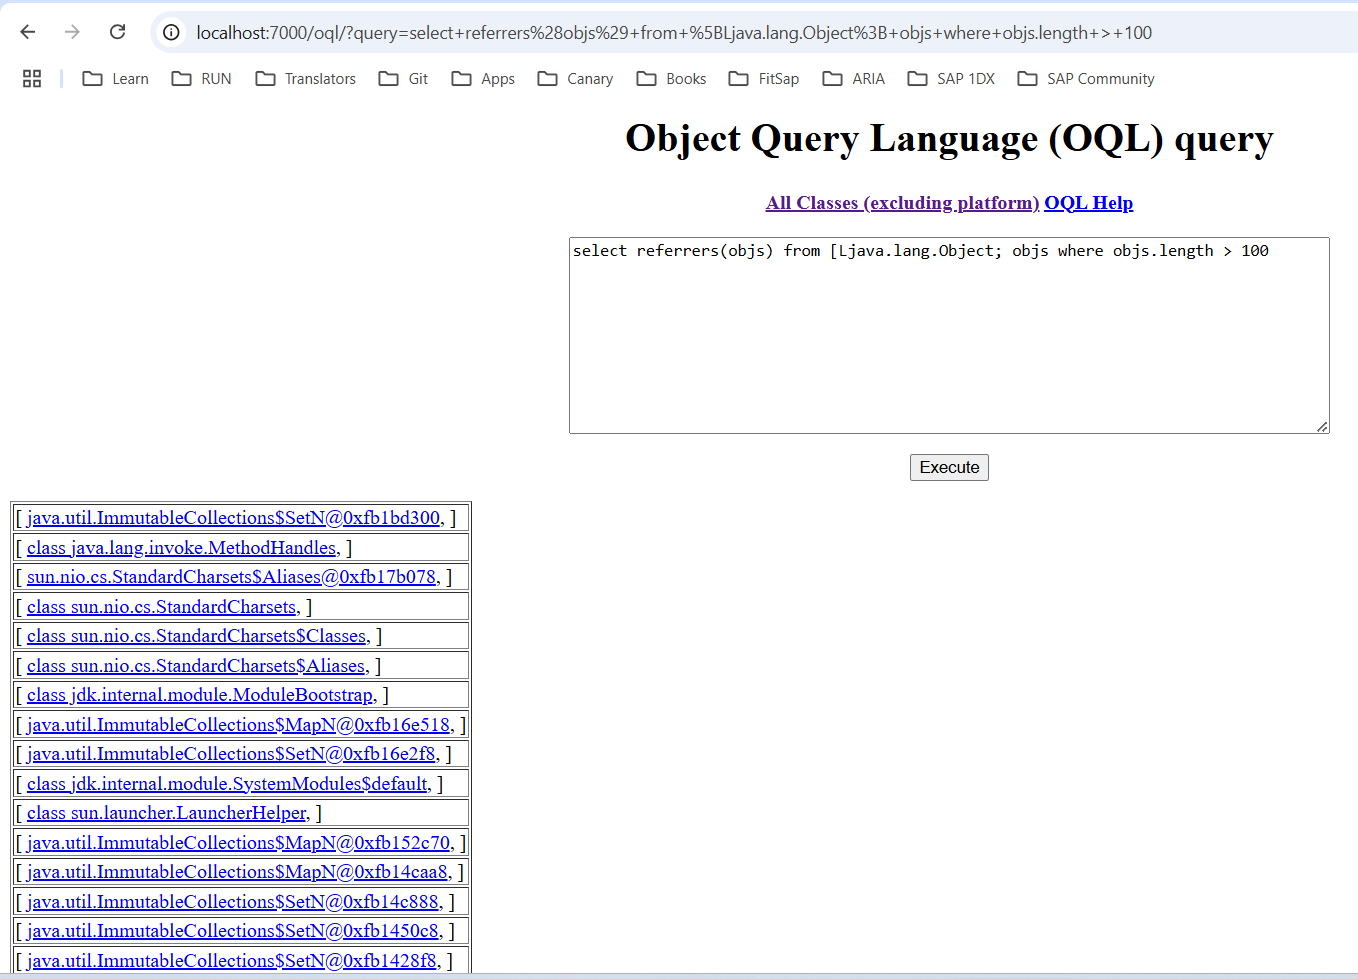 localhost:7000/oql/?query=select+referrers%28objs%29+from+%5BLjava.lang.Object%3B+objs+where+objs.length+>+100
Learn RUN Translators Git Apps Canary Books FitSap ARIA SAP 1DX SAP Community
Object Query Language (OQL) query
All Classes (excluding platform) OQL Help
select referrers(objs) from [Ljava.lang.Object; objs where objs.length > 100
Execute
[ java.util.ImmutableCollections$SetN@0xfb1bd300, ]
[ class java.lang.invoke.MethodHandles, ]
[ sun.nio.cs.StandardCharsets$Aliases@0xfb17b078, ]
[ class sun.nio.cs.StandardCharsets, ]
[ class sun.nio.cs.StandardCharsets$Classes, ]
[ class sun.nio.cs.StandardCharsets$Aliases, ]
[ class jdk.internal.module.ModuleBootstrap, ]
[ java.util.ImmutableCollections$MapN@0xfb16e518, ]
[ java.util.ImmutableCollections$SetN@0xfb16e2f8, ]
[ class jdk.internal.module.SystemModules$default, ]
[ class sun.launcher.LauncherHelper, ]
[ java.util.ImmutableCollections$MapN@0xfb152c70, ]
[ java.util.ImmutableCollections$MapN@0xfb14caa8, ]
[ java.util.ImmutableCollections$SetN@0xfb14c888, ]
[ java.util.ImmutableCollections$SetN@0xfb1450c8, ]
[ java.util.ImmutableCollections$SetN@0xfb1428f8, ]